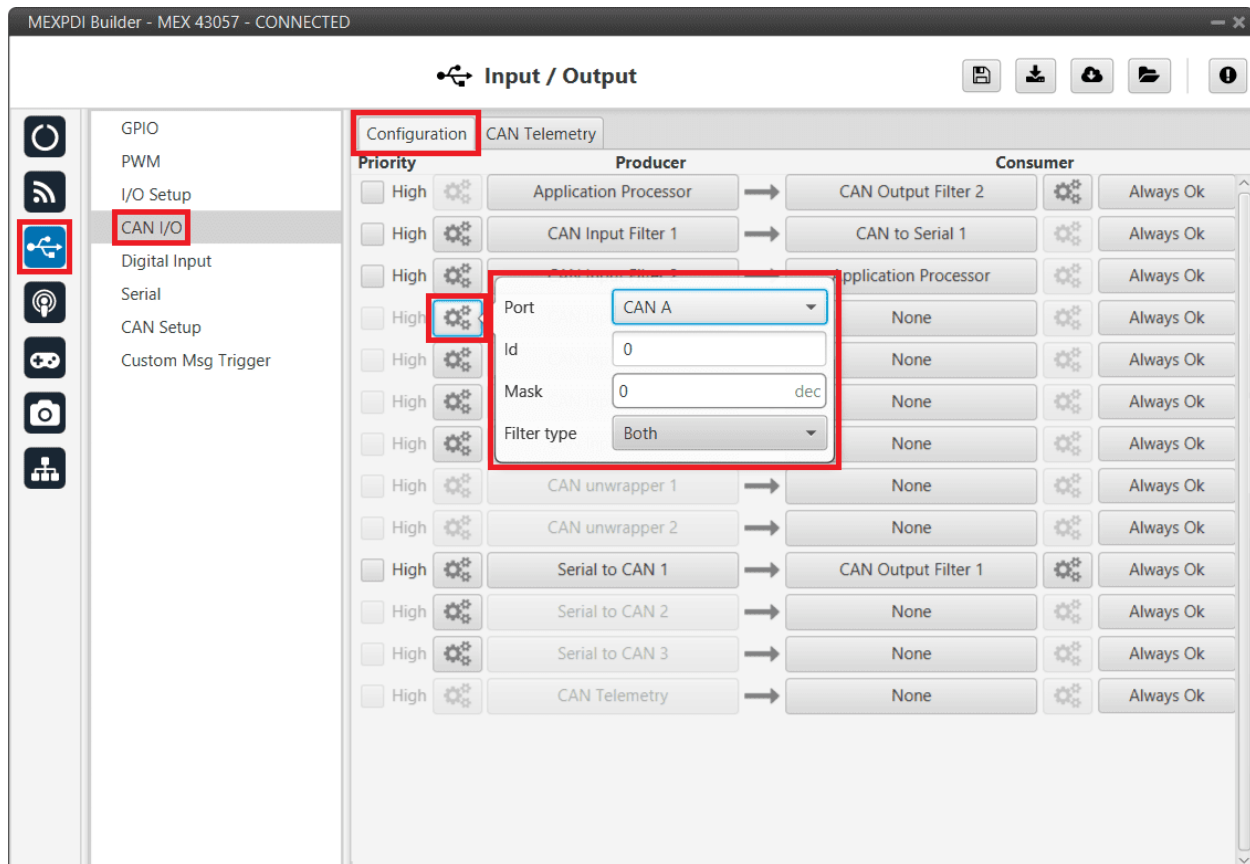 MEXPDI Builder - MEX 43057 - CONNECTED
Input / Output
GPIO
PWM
I/O Setup
CAN I/O
Digital Input
Serial
CAN Setup
Custom Msg Trigger
Configuration CAN Telemetry
Priority Producer Consumer
High Application Processor CAN Output Filter 2 Always Ok
High CAN Input Filter 1 CAN to Serial 1 Always Ok
High CAN Input Filter Application Processor Always Ok
High None Always Ok
High None Always Ok
High None Always Ok
High None Always Ok
Port CAN A
Id 0
Mask 0 dec
Filter type Both
High CAN unwrapper 1 None Always Ok
High CAN unwrapper 2 None Always Ok
High Serial to CAN 1 CAN Output Filter 1 Always Ok
High Serial to CAN 2 None Always Ok
High Serial to CAN 3 None Always Ok
High CAN Telemetry None Always Ok